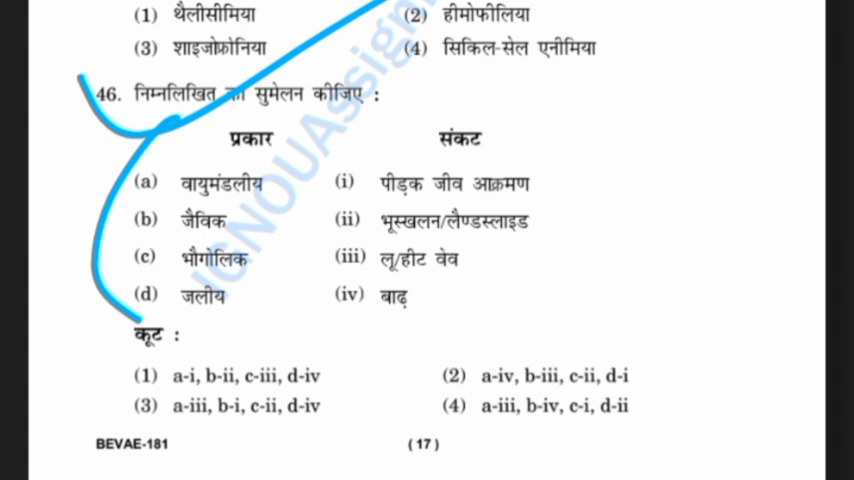 (1) थैलीसीमिया (2) हीमोफीलिया
(3) शाइजोफ्रोनिया (4) सिकिल-सेल एनीमिया
46. निम्नलिखित का सुमेलन कीजिए :
प्रकार संकट
(a) वायुमंडलीय (i) पीड़क जीव आक्रमण
(b) जैविक (ii) भूस्खलन/लैण्डस्लाइड
(c) भौगोलिक (iii) लू/हीट वेव
(d) जलीय (iv) बाढ़
कूट :
(1) a-i, b-ii, c-iii, d-iv (2) a-iv, b-iii, c-ii, d-i
(3) a-iii, b-i, c-ii, d-iv (4) a-iii, b-iv, c-i, d-ii
BEVAE-181 (17)
IGNOUAssignm